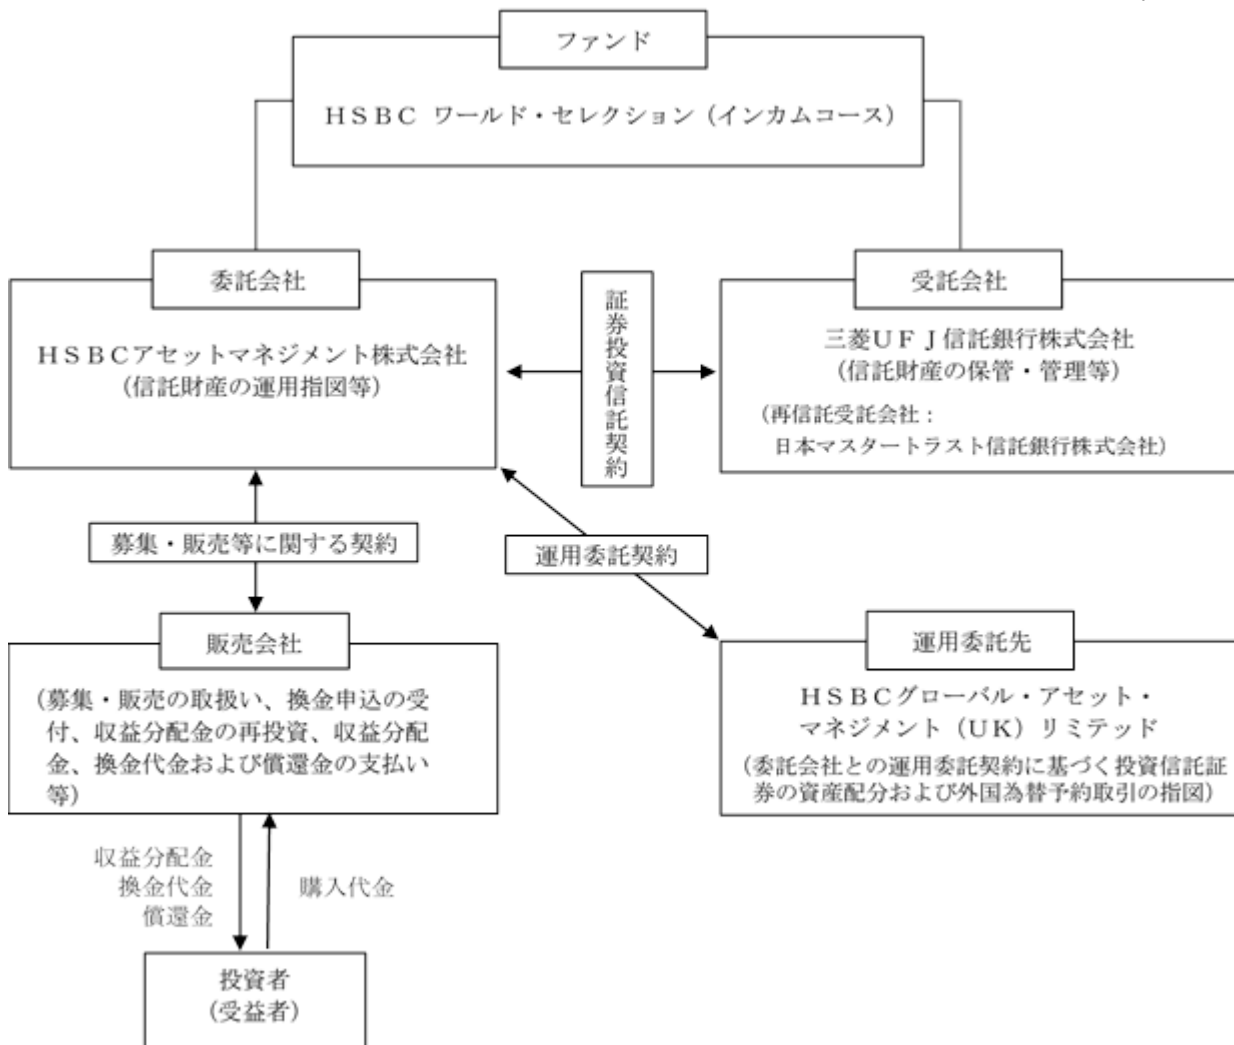 ファンド
ＨＳＢＣ ワールド・セレクション（インカムコース）
委託会社
ＨＳＢＣアセットマネジメント株式会社
（信託財産の運用指図等）
証券投資信託契約
受託会社
三菱ＵＦＪ信託銀行株式会社
（信託財産の保管・管理等）
（再信託受託会社：
日本マスタートラスト信託銀行株式会社）
募集・販売等に関する契約
運用委託契約
販売会社
（募集・販売の取扱い、換金申込の受
付、収益分配金の再投資、収益分配
金、換金代金および償還金の支払い
等）
運用委託先
ＨＳＢＣグローバル・アセット・
マネジメント（ＵＫ）リミテッド
（委託会社との運用委託契約に基づく投資信託証
券の資産配分および外国為替予約取引の指図）
収益分配金
換金代金
償還金
購入代金
投資者
（受益者）